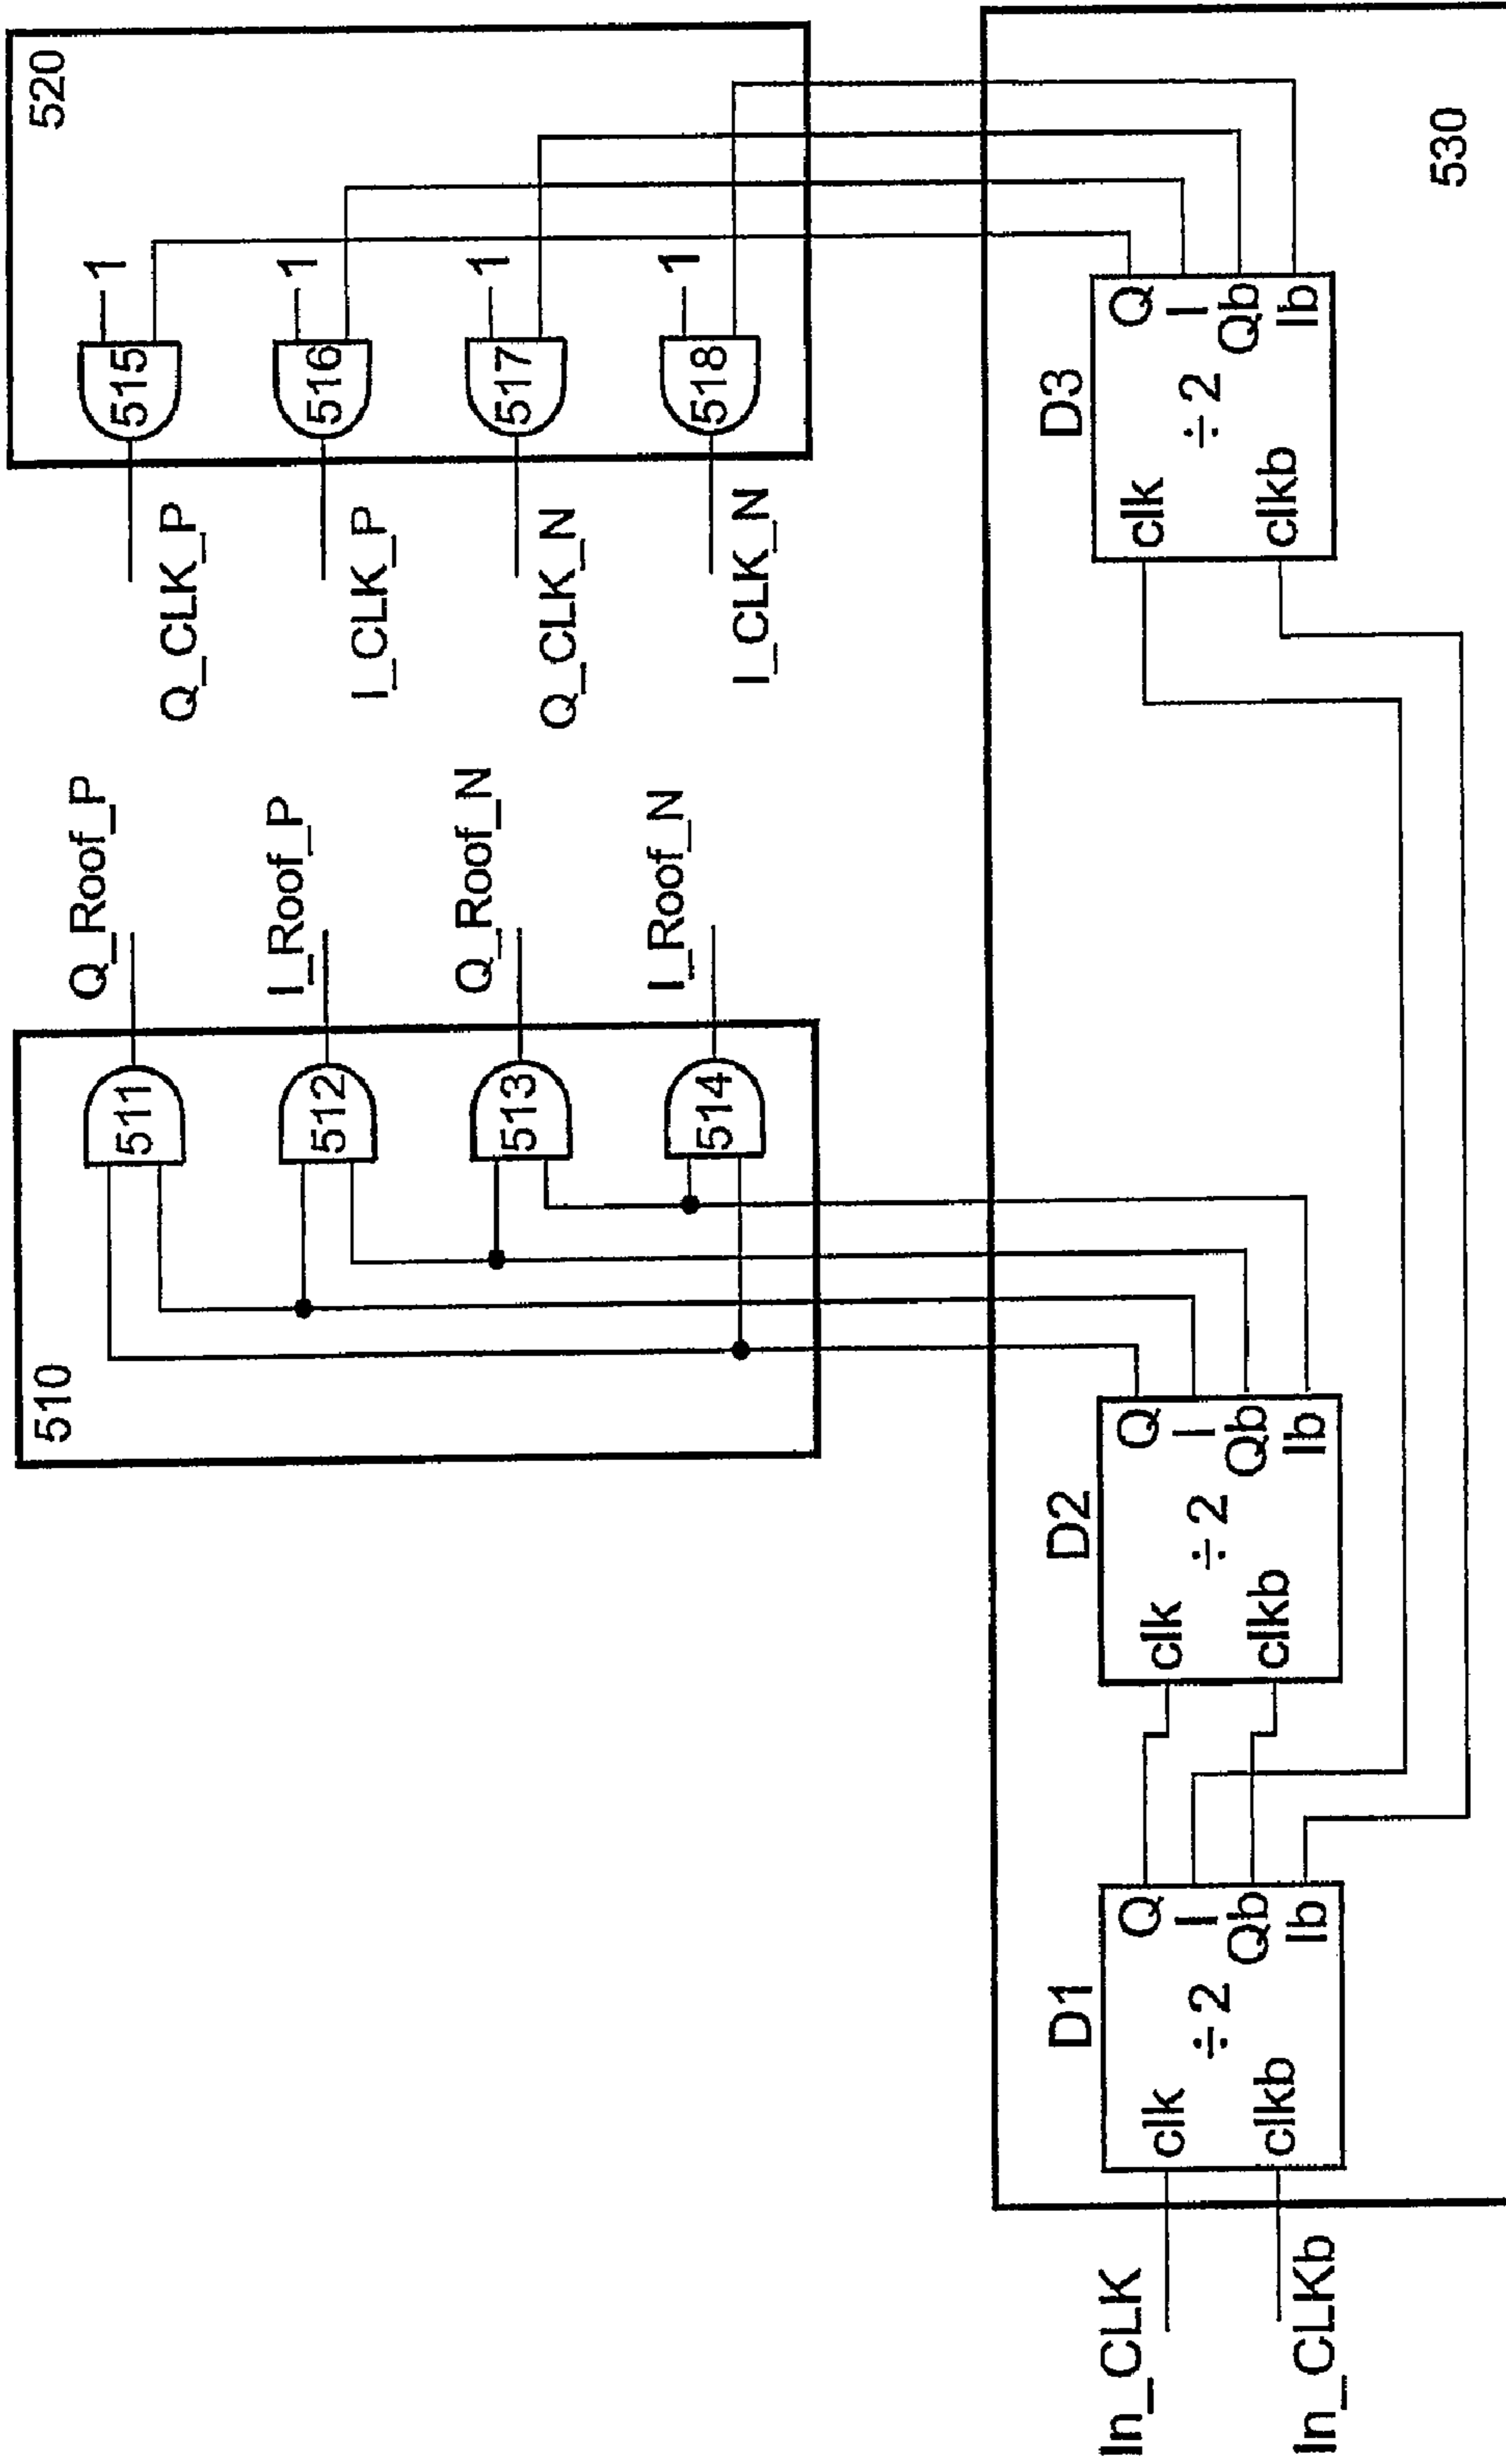 510
511
512
513
514
Q_Roof_P
I_Roof_P
Q_Roof_N
I_Roof_N
520
1
1
1
1
515
516
517
518
Q_CLK_P
I_CLK_P
Q_CLK_N
I_CLK_N
In_CLK
In_CLKb
D1
clk
clkb
÷2
Q
I
Qb
Ib
D2
clk
clkb
÷2
Q
I
Qb
Ib
D3
clk
clkb
÷2
Q
I
Qb
Ib
530